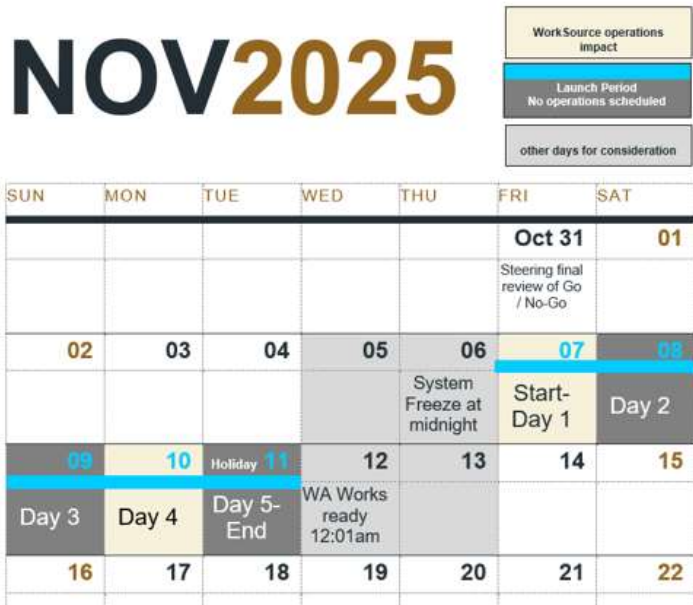 NOV2025
WorkSource operations
impact
Launch Period
No operations scheduled
other days for consideration
SUN MON TUE WED THU FRI SAT
Oct 31 01
Steering final
review of Go
/ No-Go
02 03 04 05 06 07 08
System
Freeze at
midnight
Start-
Day 1
Day 2
09 10 Holiday 11 12 13 14 15
Day 3
Day 4
Day 5-
End
WA Works
ready
12:01am
16 17 18 19 20 21 22